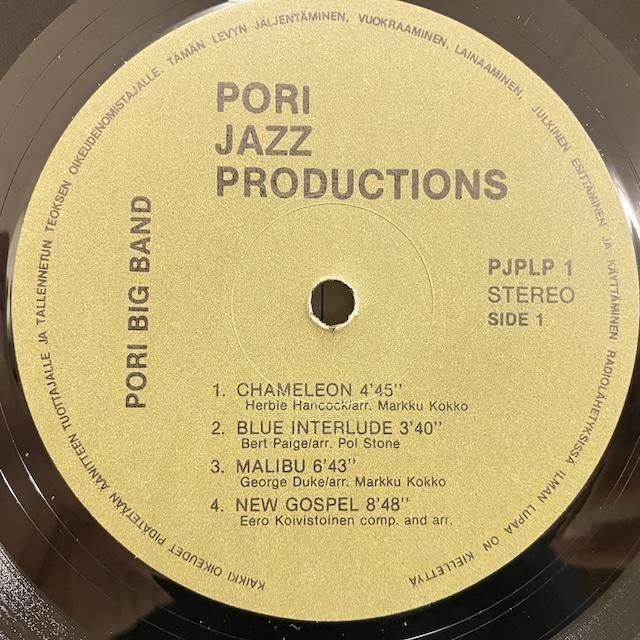 KAIKKI OIKEUDET PIDÄTETÄÄN ÄÄNITTEEN TUOTTAJALLE JA TALLENNETUN TEOKSEN OIKEUDENOMISTAJALLE. TÄMÄN LEVYN JÄLJENTÄMINEN, VUOKRAAMINEN, LAINAAMINEN, JULKINEN ESITTÄMINEN JA KÄYTTÄMINEN RADIOLÄHETYKSISSÄ ILMAN LUPAA ON KIELLETTYÄ
PORI
JAZZ
PRODUCTIONS
PORI BIG BAND
PJPLP 1
STEREO
SIDE 1
1. CHAMELEON 4'45''
Herbie Hancock/arr. Markku Kokko
2. BLUE INTERLUDE 3'40''
Bert Paige/arr. Pol Stone
3. MALIBU 6'43''
George Duke/arr. Markku Kokko
4. NEW GOSPEL 8'48''
Eero Koivistoinen comp. and arr.